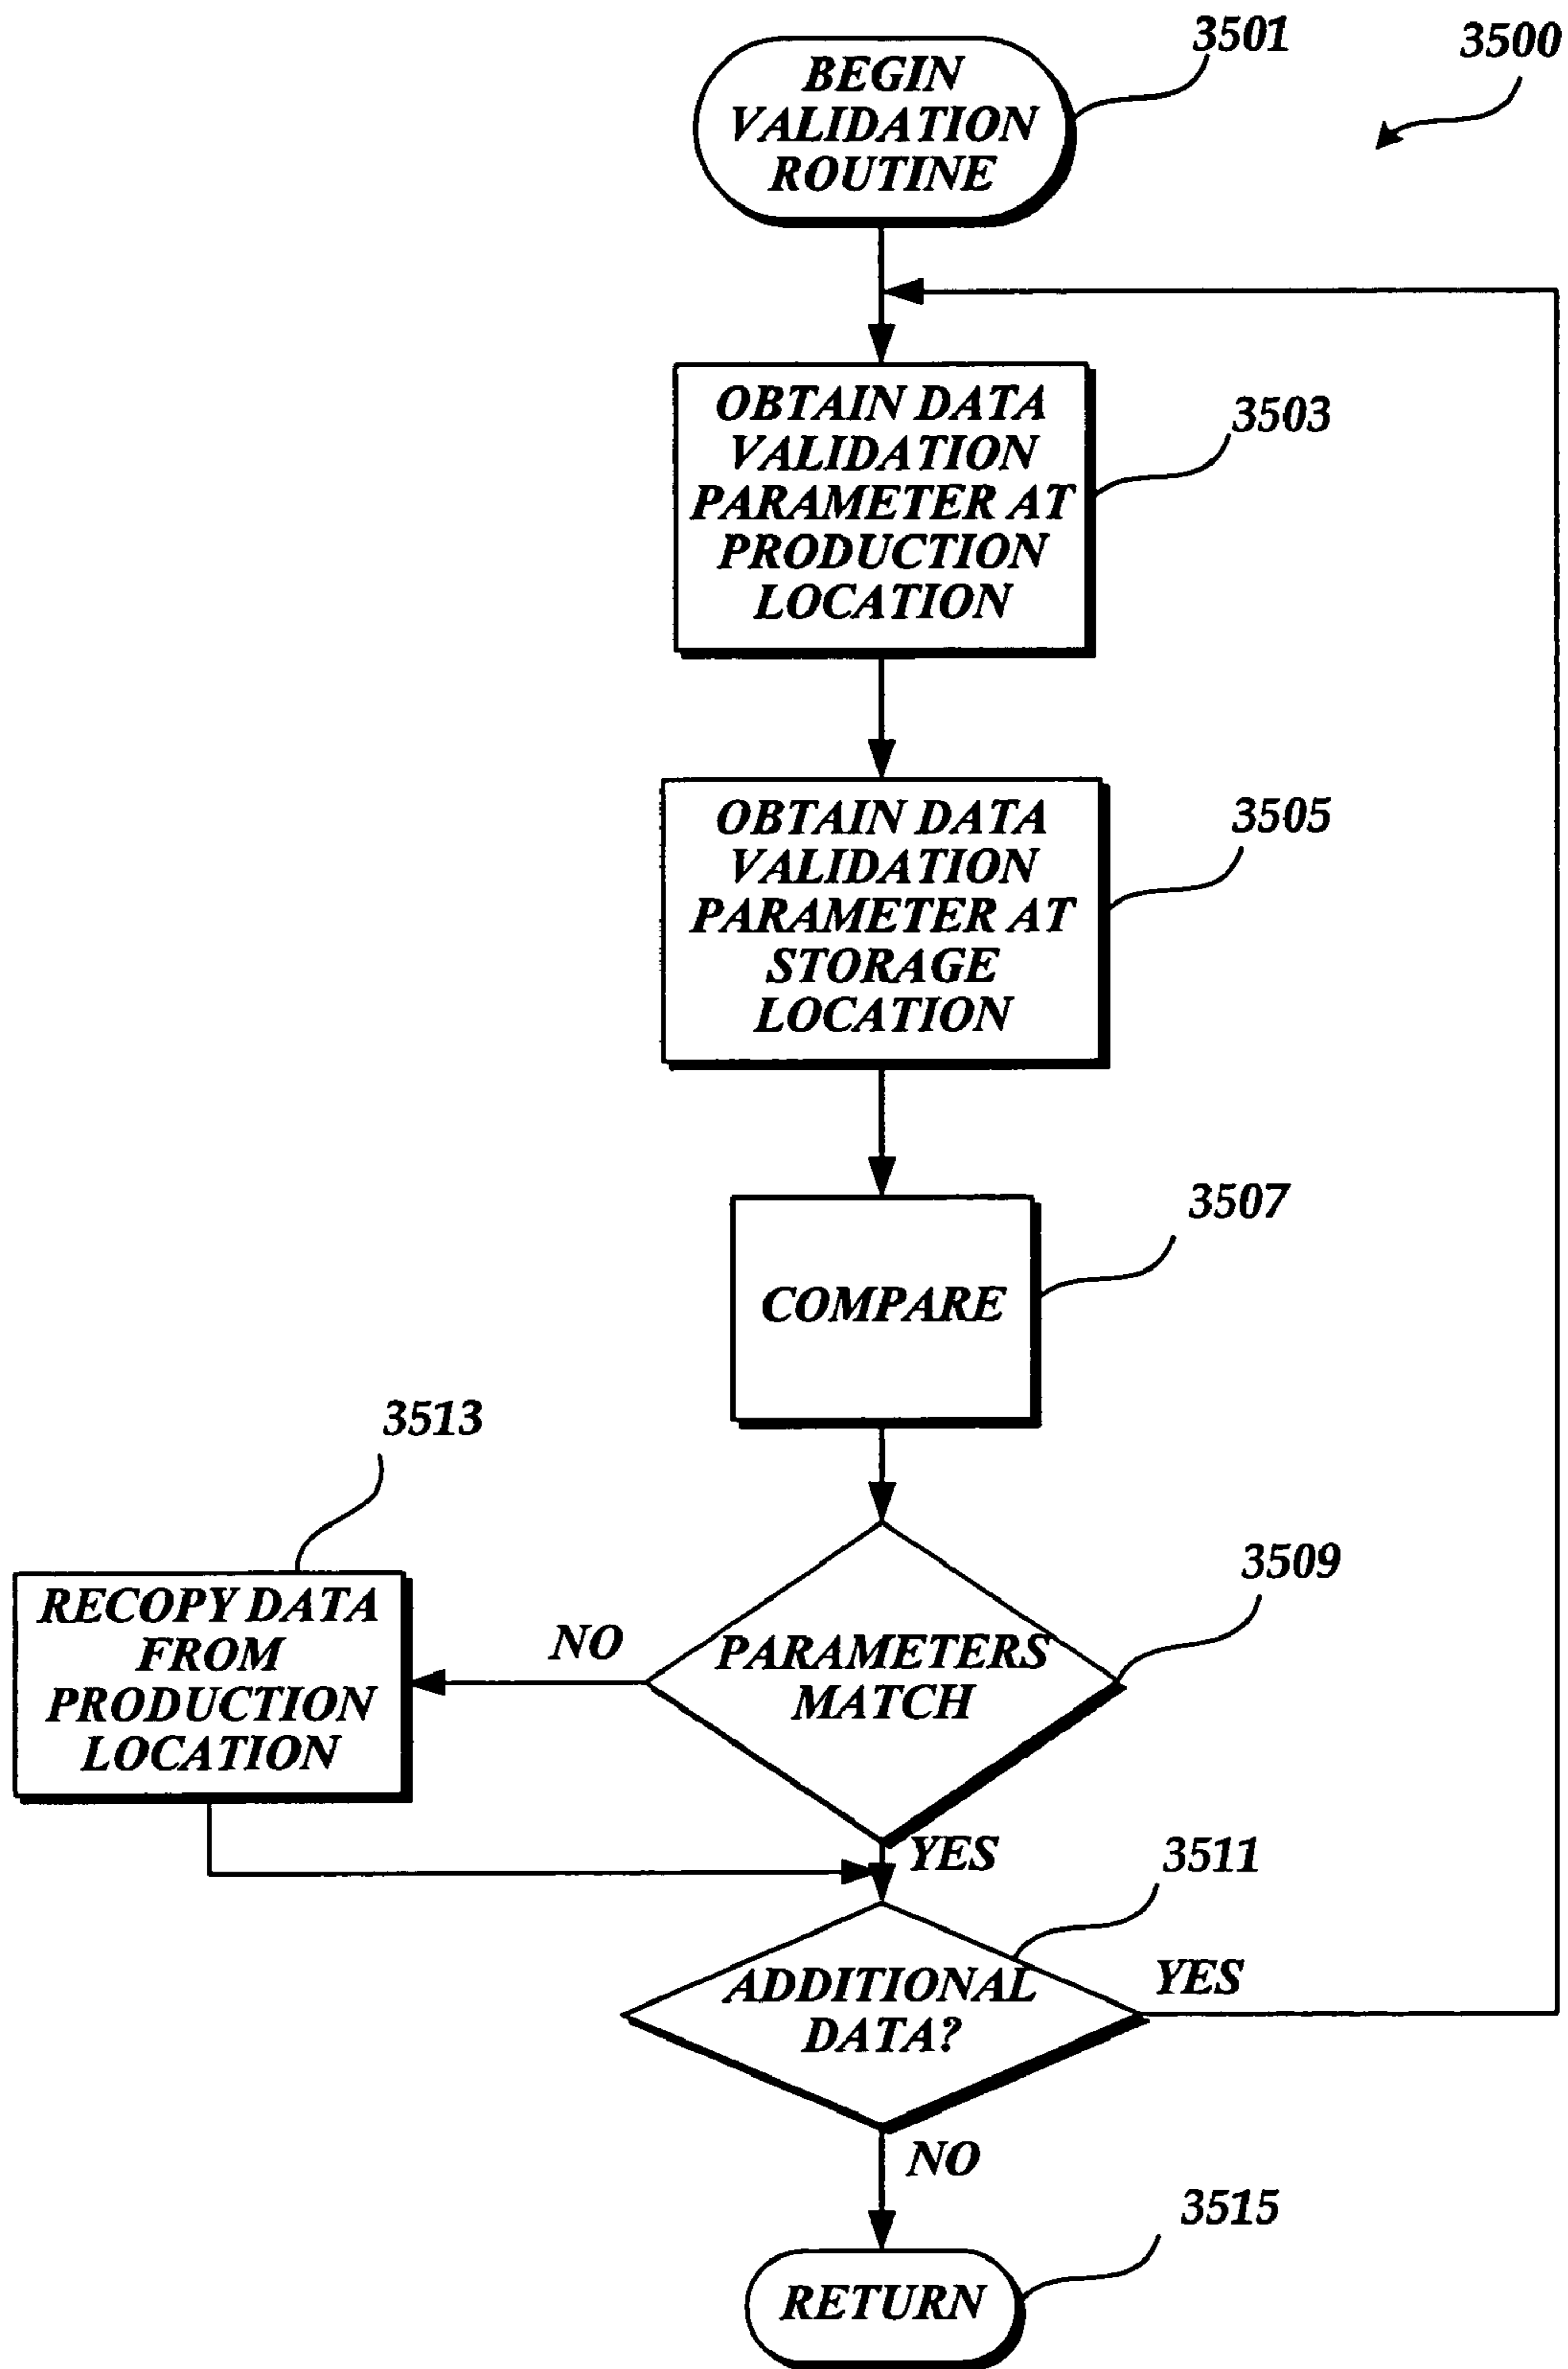 3501
3500
BEGIN
VALIDATION
ROUTINE
OBTAIN DATA
VALIDATION
PARAMETER AT
PRODUCTION
LOCATION
3503
OBTAIN DATA
VALIDATION
PARAMETER AT
STORAGE
LOCATION
3505
3507
COMPARE
3513
3509
RECOPY DATA
FROM
PRODUCTION
LOCATION
NO
PARAMETERS
MATCH
YES
3511
ADDITIONAL
DATA?
YES
NO
3515
RETURN